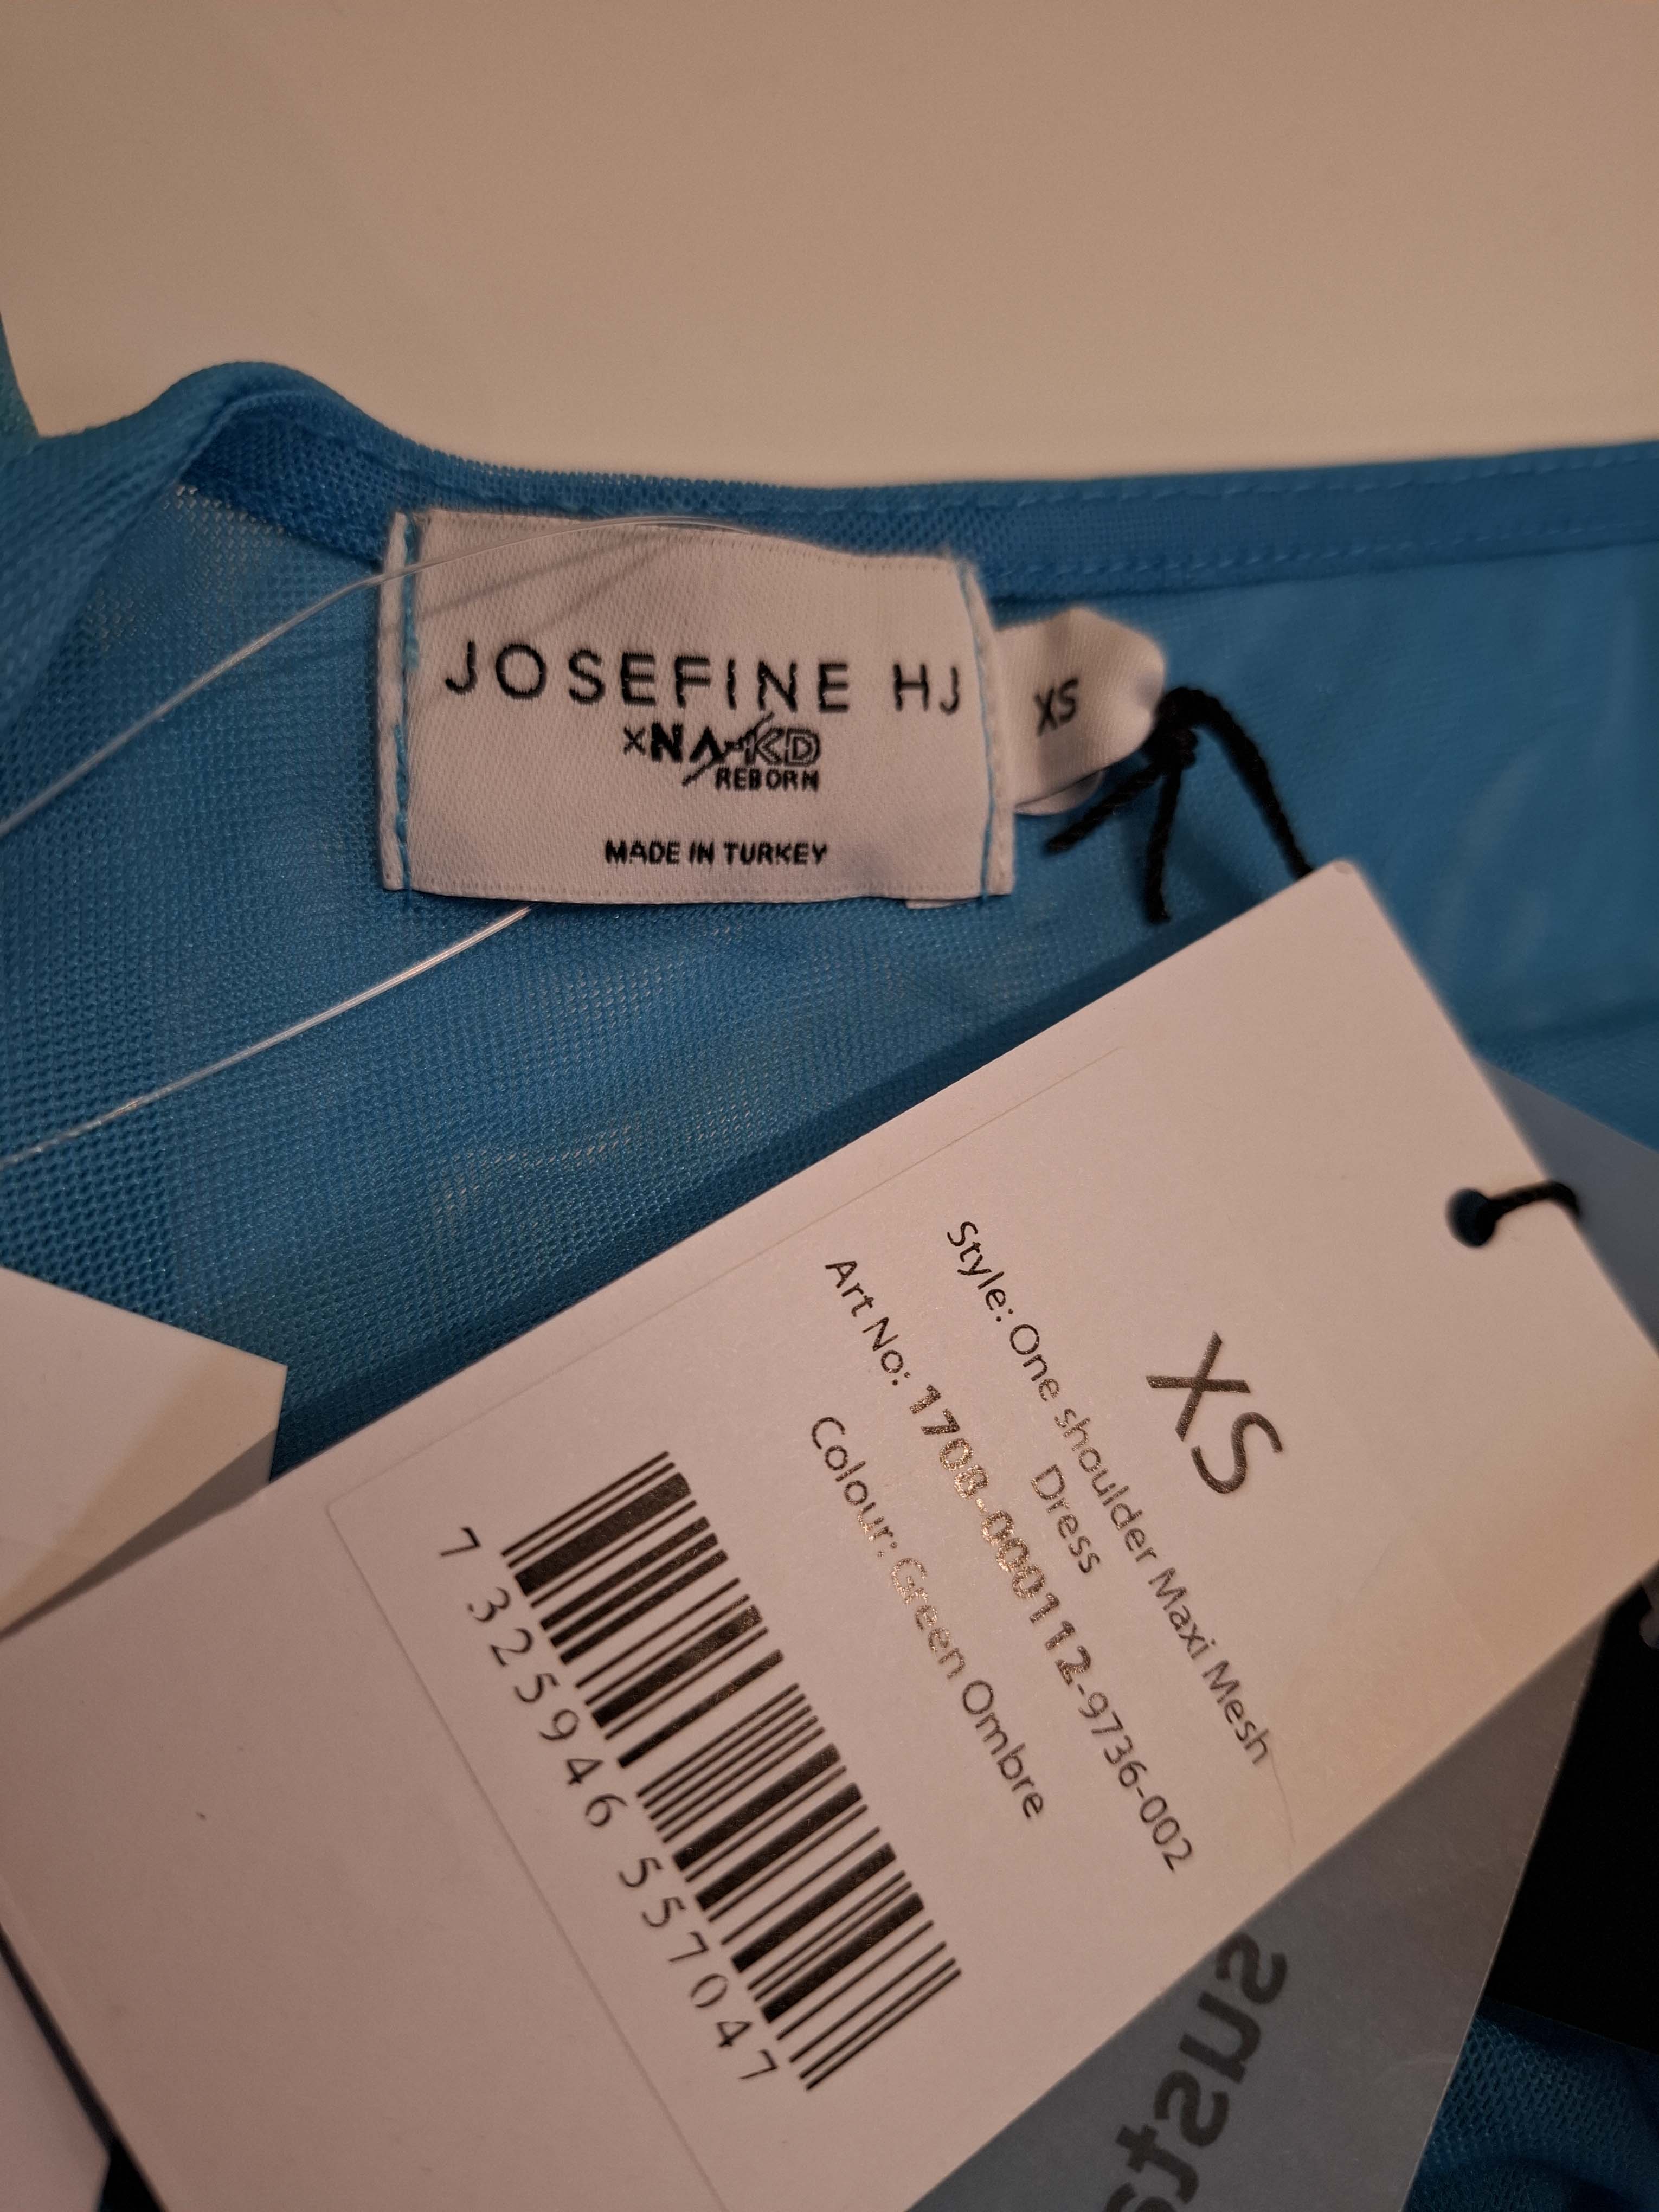 JOSEFINE HJ
×NA-KD
REBORN
MADE IN TURKEY
XS
XS
Style: One shoulder Maxi Mesh
Dress
Art No: 1708-000112-9736-002
Colour: Green Ombre
7 325946 557047